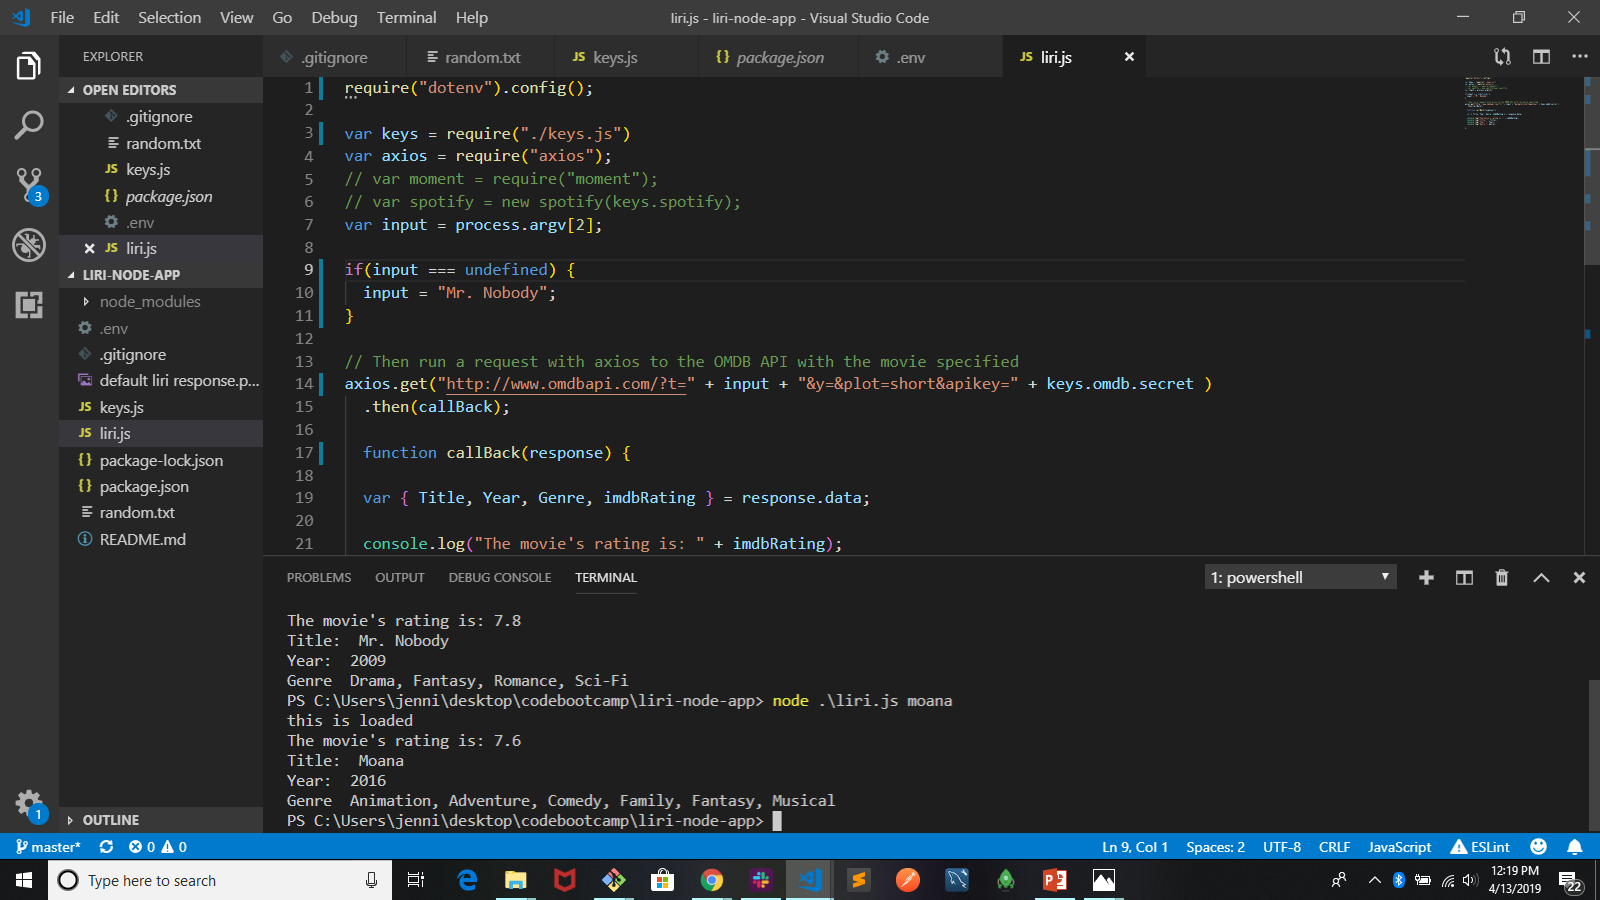 File Edit Selection View Go Debug Terminal Help
liri.js - liri-node-app - Visual Studio Code
EXPLORER
.gitignore random.txt JS keys.js {} package.json .env JS liri.js
OPEN EDITORS
.gitignore
random.txt
JS keys.js
{} package.json
.env
JS liri.js
LIRI-NODE-APP
node_modules
.env
.gitignore
default liri response.p...
JS keys.js
JS liri.js
{} package-lock.json
{} package.json
random.txt
README.md
OUTLINE
3
1
1 require("dotenv").config();
2
3 var keys = require("./keys.js")
4 var axios = require("axios");
5 // var moment = require("moment");
6 // var spotify = new spotify(keys.spotify);
7 var input = process.argv[2];
8
9 if(input === undefined) {
10 input = "Mr. Nobody";
11 }
12
13 // Then run a request with axios to the OMDB API with the movie specified
14 axios.get("http://www.omdbapi.com/?t=" + input + "&y=&plot=short&apikey=" + keys.omdb.secret )
15 .then(callBack);
16
17 function callBack(response) {
18
19 var { Title, Year, Genre, imdbRating } = response.data;
20
21 console.log("The movie's rating is: " + imdbRating);
PROBLEMS OUTPUT DEBUG CONSOLE TERMINAL
1: powershell
The movie's rating is: 7.8
Title:  Mr. Nobody
Year:  2009
Genre  Drama, Fantasy, Romance, Sci-Fi
PS C:\Users\jenni\desktop\codebootcamp\liri-node-app> node .\liri.js moana
this is loaded
The movie's rating is: 7.6
Title:  Moana
Year:  2016
Genre  Animation, Adventure, Comedy, Family, Fantasy, Musical
PS C:\Users\jenni\desktop\codebootcamp\liri-node-app>
master* 0 0 Ln 9, Col 1 Spaces: 2 UTF-8 CRLF JavaScript ESLint
Type here to search
12:19 PM
4/13/2019
22